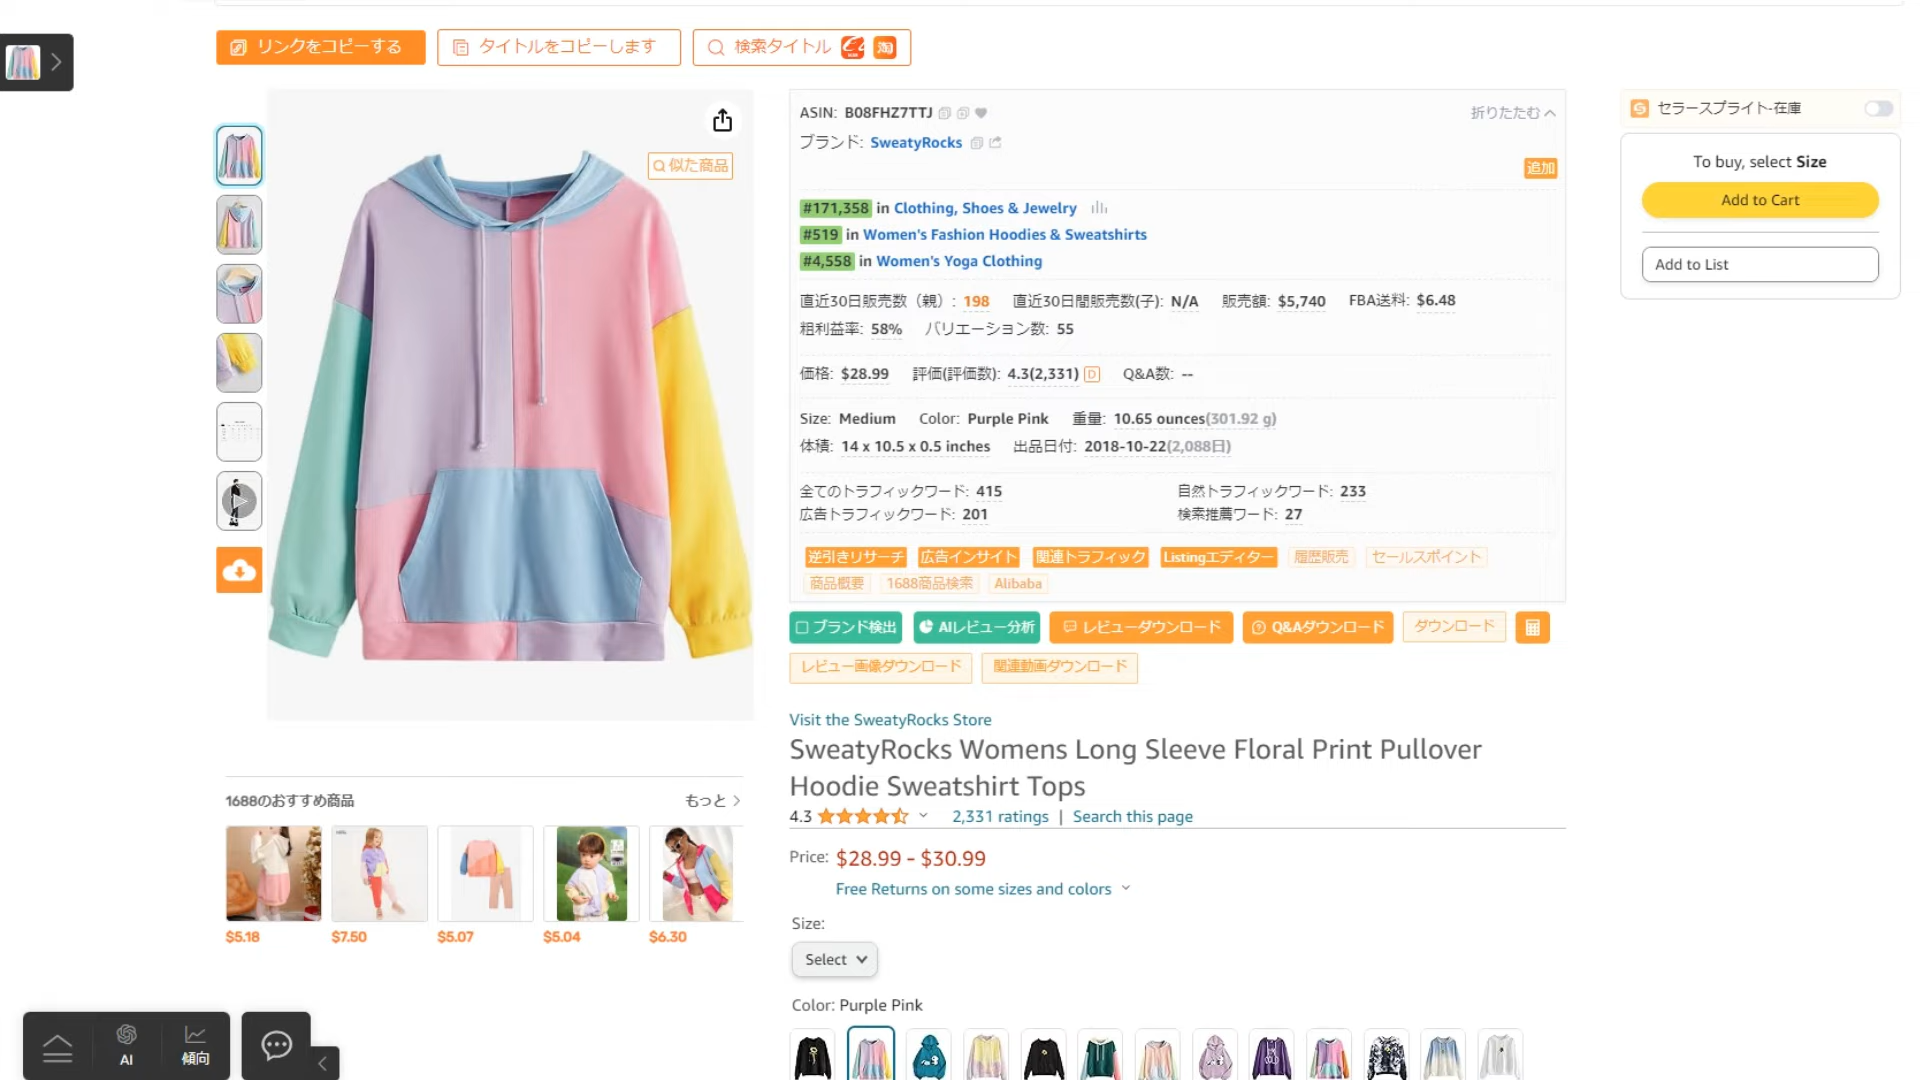 リンクをコピーする
タイトルをコピーします
検索タイトル
淘
似た商品
ASIN: B08FHZ7TTJ
折りたたむ
ブランド: SweatyRocks
追加
#171,358 in Clothing, Shoes & Jewelry
#519 in Women's Fashion Hoodies & Sweatshirts
#4,558 in Women's Yoga Clothing
直近30日販売数（親）: 198 直近30日間販売数(子): N/A 販売額: $5,740 FBA送料: $6.48
粗利益率: 58% バリエーション数: 55
価格: $28.99 評価(評価数): 4.3(2,331) D Q&A数: --
Size: Medium Color: Purple Pink 重量: 10.65 ounces(301.92 g)
体積: 14 x 10.5 x 0.5 inches 出品日付: 2018-10-22(2,088日)
全てのトラフィックワード: 415 自然トラフィックワード: 233
広告トラフィックワード: 201 検索推薦ワード: 27
逆引きリサーチ 広告インサイト 関連トラフィック Listingエディター 履歴販売 セールスポイント
商品概要 1688商品検索 Alibaba
ブランド検出 AIレビュー分析 レビューダウンロード Q&Aダウンロード ダウンロード
レビュー画像ダウンロード 関連動画ダウンロード
Visit the SweatyRocks Store
SweatyRocks Womens Long Sleeve Floral Print Pullover
Hoodie Sweatshirt Tops
4.3 2,331 ratings | Search this page
Price: $28.99 - $30.99
Free Returns on some sizes and colors
Size:
Select
Color: Purple Pink
セラースプライト-在庫
To buy, select Size
Add to Cart
Add to List
1688のおすすめ商品 もっと
$5.18 $7.50 $5.07 $5.04 $6.30
AI
傾向